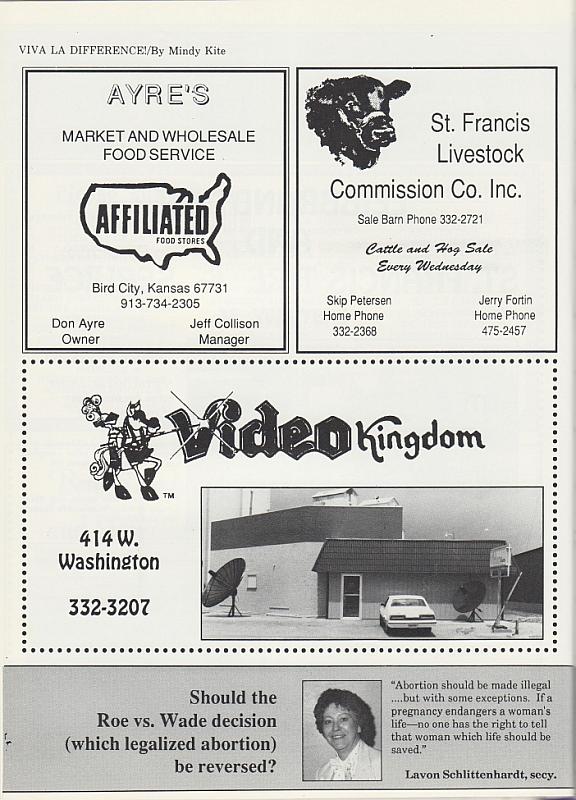 VIVA LA DIFFERENCE!/By Mindy Kite
AYRE'S
MARKET AND WHOLESALE
FOOD SERVICE
AFFILIATED
FOOD STORES
Bird City, Kansas 67731
913-734-2305
Don Ayre
Owner
Jeff Collison
Manager
St. Francis
Livestock
Commission Co. Inc.
Sale Barn Phone 332-2721
Cattle and Hog Sale
Every Wednesday
Skip Petersen
Home Phone
332-2368
Jerry Fortin
Home Phone
475-2457
Video Kingdom
TM
414 W.
Washington
332-3207
Should the
Roe vs. Wade decision
(which legalized abortion)
be reversed?
"Abortion should be made illegal
....but with some exceptions. If a
pregnancy endangers a woman's
life—no one has the right to tell
that woman which life should be
saved."
Lavon Schlittenhardt, secy.